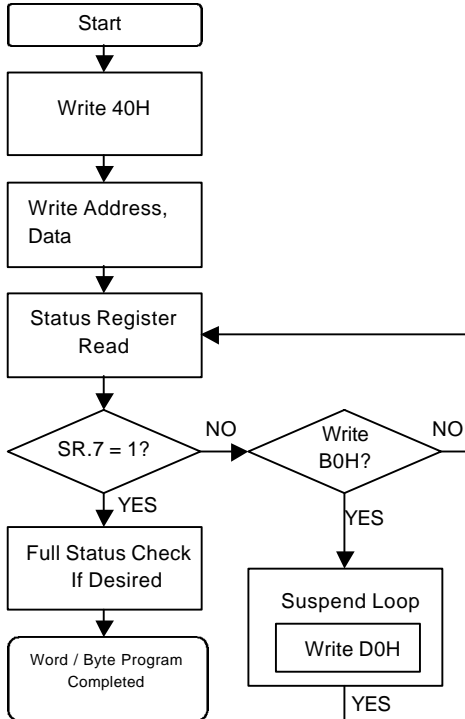 Start
Write 40H
Write Address,
Data
Status Register
Read
SR.7 = 1?
NO
Write
B0H?
NO
YES
YES
Full Status Check
If Desired
Suspend Loop
Write D0H
Word / Byte Program
Completed
YES